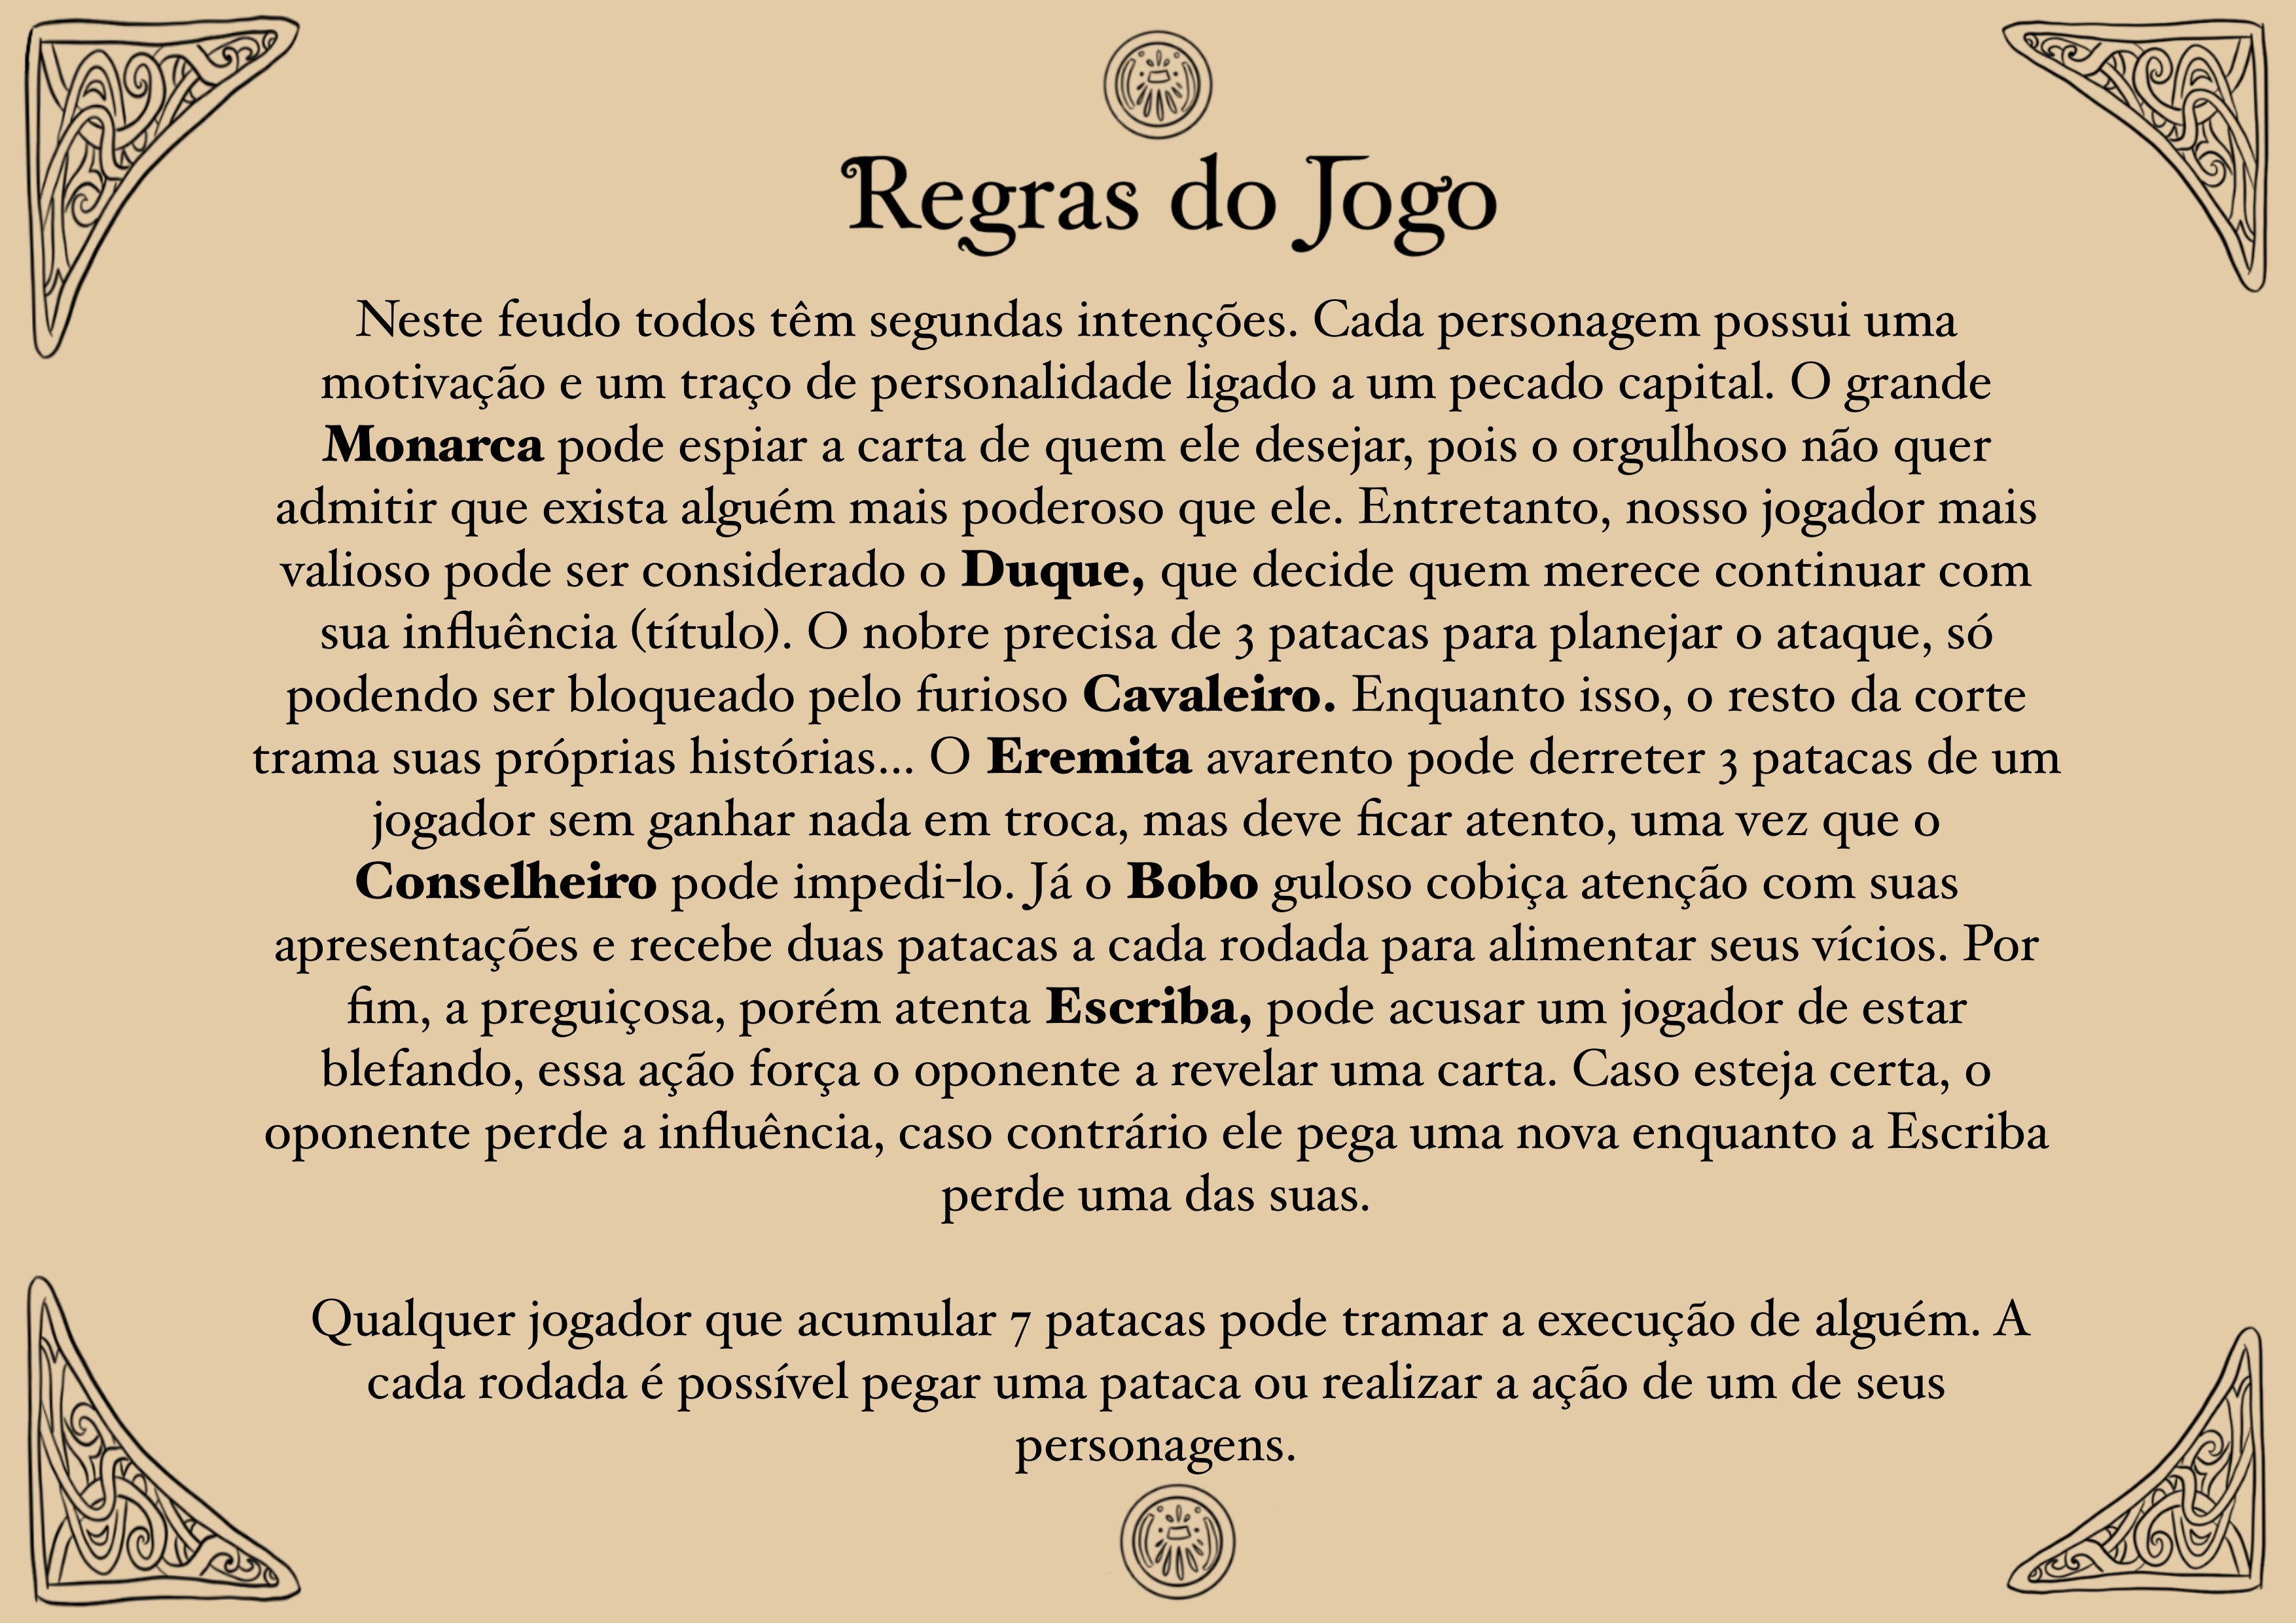 Regras do Jogo
Neste feudo todos têm segundas intenções. Cada personagem possui uma
motivação e um traço de personalidade ligado a um pecado capital. O grande
Monarca pode espiar a carta de quem ele desejar, pois o orgulhoso não quer
admitir que exista alguém mais poderoso que ele. Entretanto, nosso jogador mais
valioso pode ser considerado o Duque, que decide quem merece continuar com
sua influência (título). O nobre precisa de 3 patacas para planejar o ataque, só
podendo ser bloqueado pelo furioso Cavaleiro. Enquanto isso, o resto da corte
trama suas próprias histórias... O Eremita avarento pode derreter 3 patacas de um
jogador sem ganhar nada em troca, mas deve ficar atento, uma vez que o
Conselheiro pode impedi-lo. Já o Bobo guloso cobiça atenção com suas
apresentações e recebe duas patacas a cada rodada para alimentar seus vícios. Por
fim, a preguiçosa, porém atenta Escriba, pode acusar um jogador de estar
blefando, essa ação força o oponente a revelar uma carta. Caso esteja certa, o
oponente perde a influência, caso contrário ele pega uma nova enquanto a Escriba
perde uma das suas.
Qualquer jogador que acumular 7 patacas pode tramar a execução de alguém. A
cada rodada é possível pegar uma pataca ou realizar a ação de um de seus
personagens.